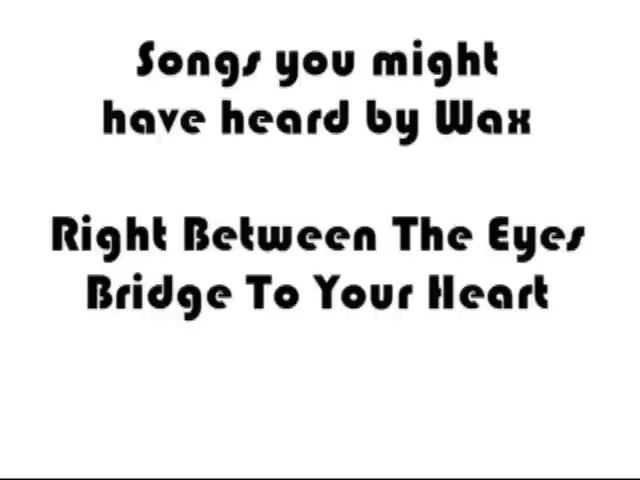 Songs you might
have heard by Wax
Right Between The Eyes
Bridge To Your Heart